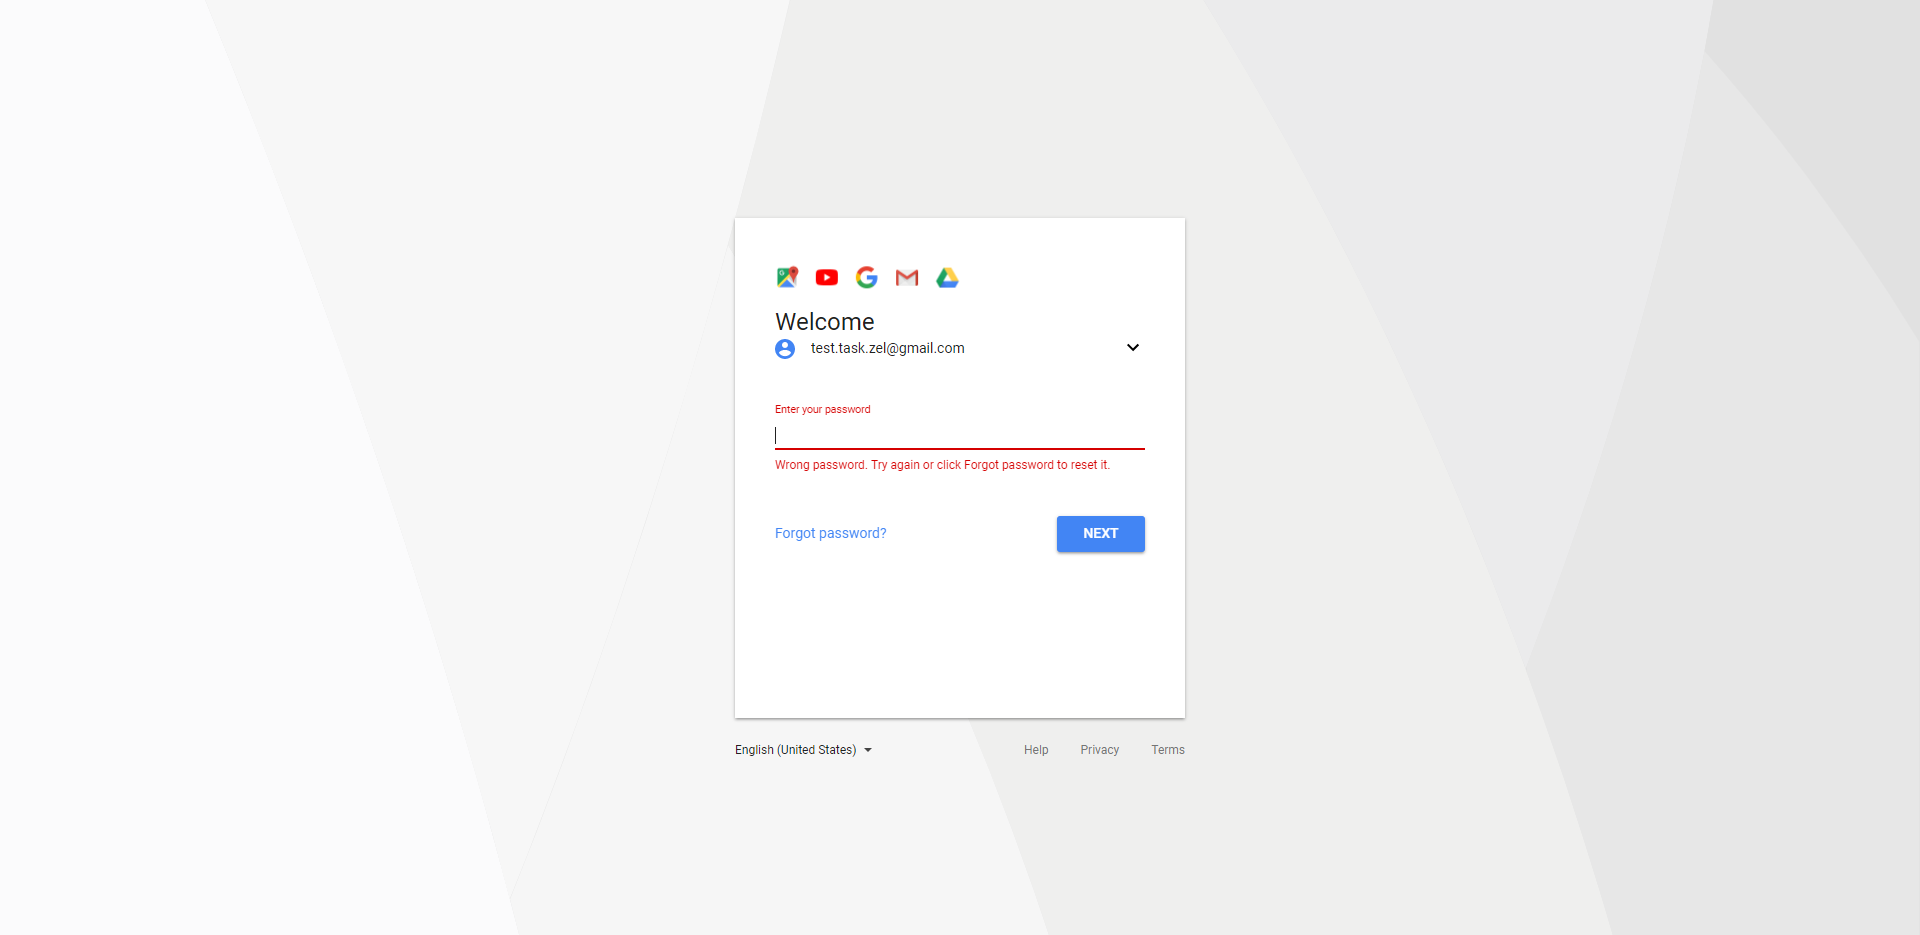 Welcome
test.task.zel@gmail.com
Enter your password
Wrong password. Try again or click Forgot password to reset it.
Forgot password?
NEXT
English (United States)
Help
Privacy
Terms